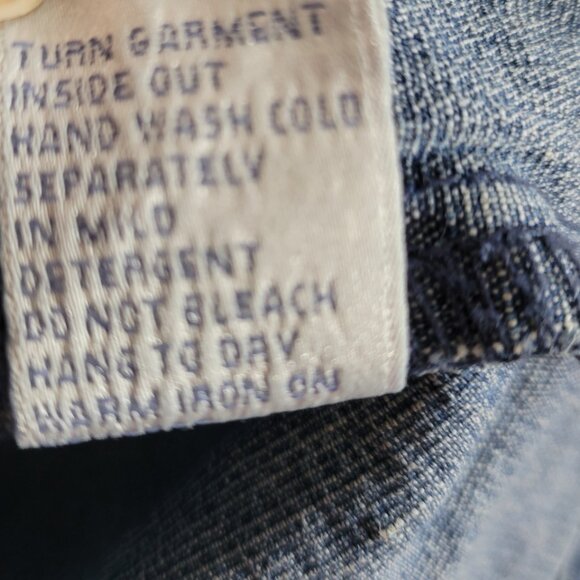 TURN GARMENT
INSIDE OUT
HAND WASH COLD
SEPARATELY
IN MILD
DETERGENT
DO NOT BLEACH
HANG TO DRY
WARM IRON ON